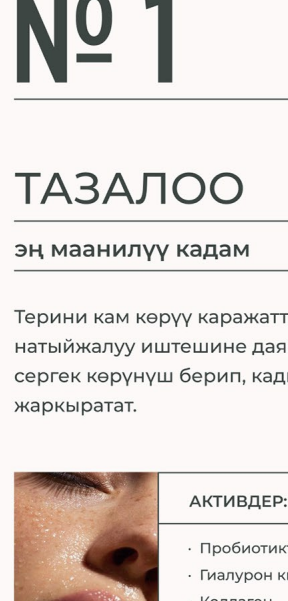 № 1
ТАЗАЛОО
эң маанилүү кадам
Терини кам көрүү каражатт
натыйжалуу иштешине дая
сергек көрүнүш берип, кад
жаркыратат.
АКТИВДЕР:
· Пробиотик
· Гиалурон к
Коллаген